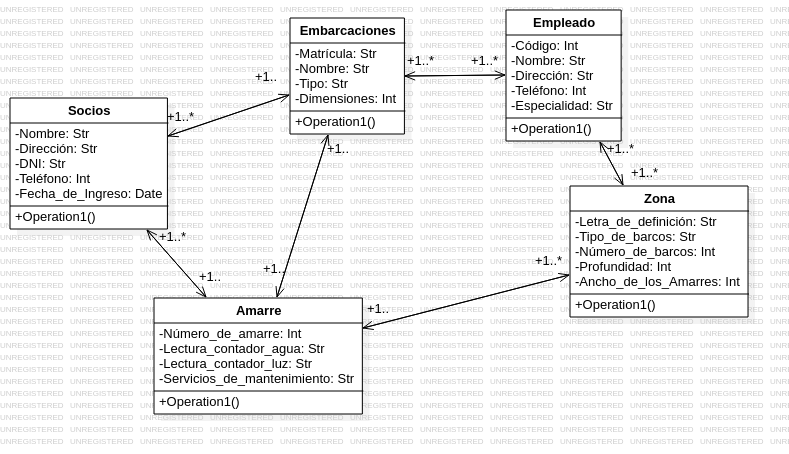 Embarcaciones
-Matrícula: Str
-Nombre: Str
-Tipo: Str
-Dimensiones: Int
+Operation1()
Empleado
-Código: Int
-Nombre: Str
-Dirección: Str
-Teléfono: Int
-Especialidad: Str
+Operation1()
+1..*
+1..*
+1..
+1..*
Socios
-Nombre: Str
-Dirección: Str
-DNI: Str
-Teléfono: Int
-Fecha_de_Ingreso: Date
+Operation1()
+1..
+1..*
+1..*
Zona
-Letra_de_definición: Str
-Tipo_de_barcos: Str
-Número_de_barcos: Int
-Profundidad: Int
-Ancho_de_los_Amarres: Int
+Operation1()
+1..*
+1..
+1..
+1..*
+1..
Amarre
-Número_de_amarre: Int
-Lectura_contador_agua: Str
-Lectura_contador_luz: Str
-Servicios_de_mantenimiento: Str
+Operation1()
UNREGISTERED